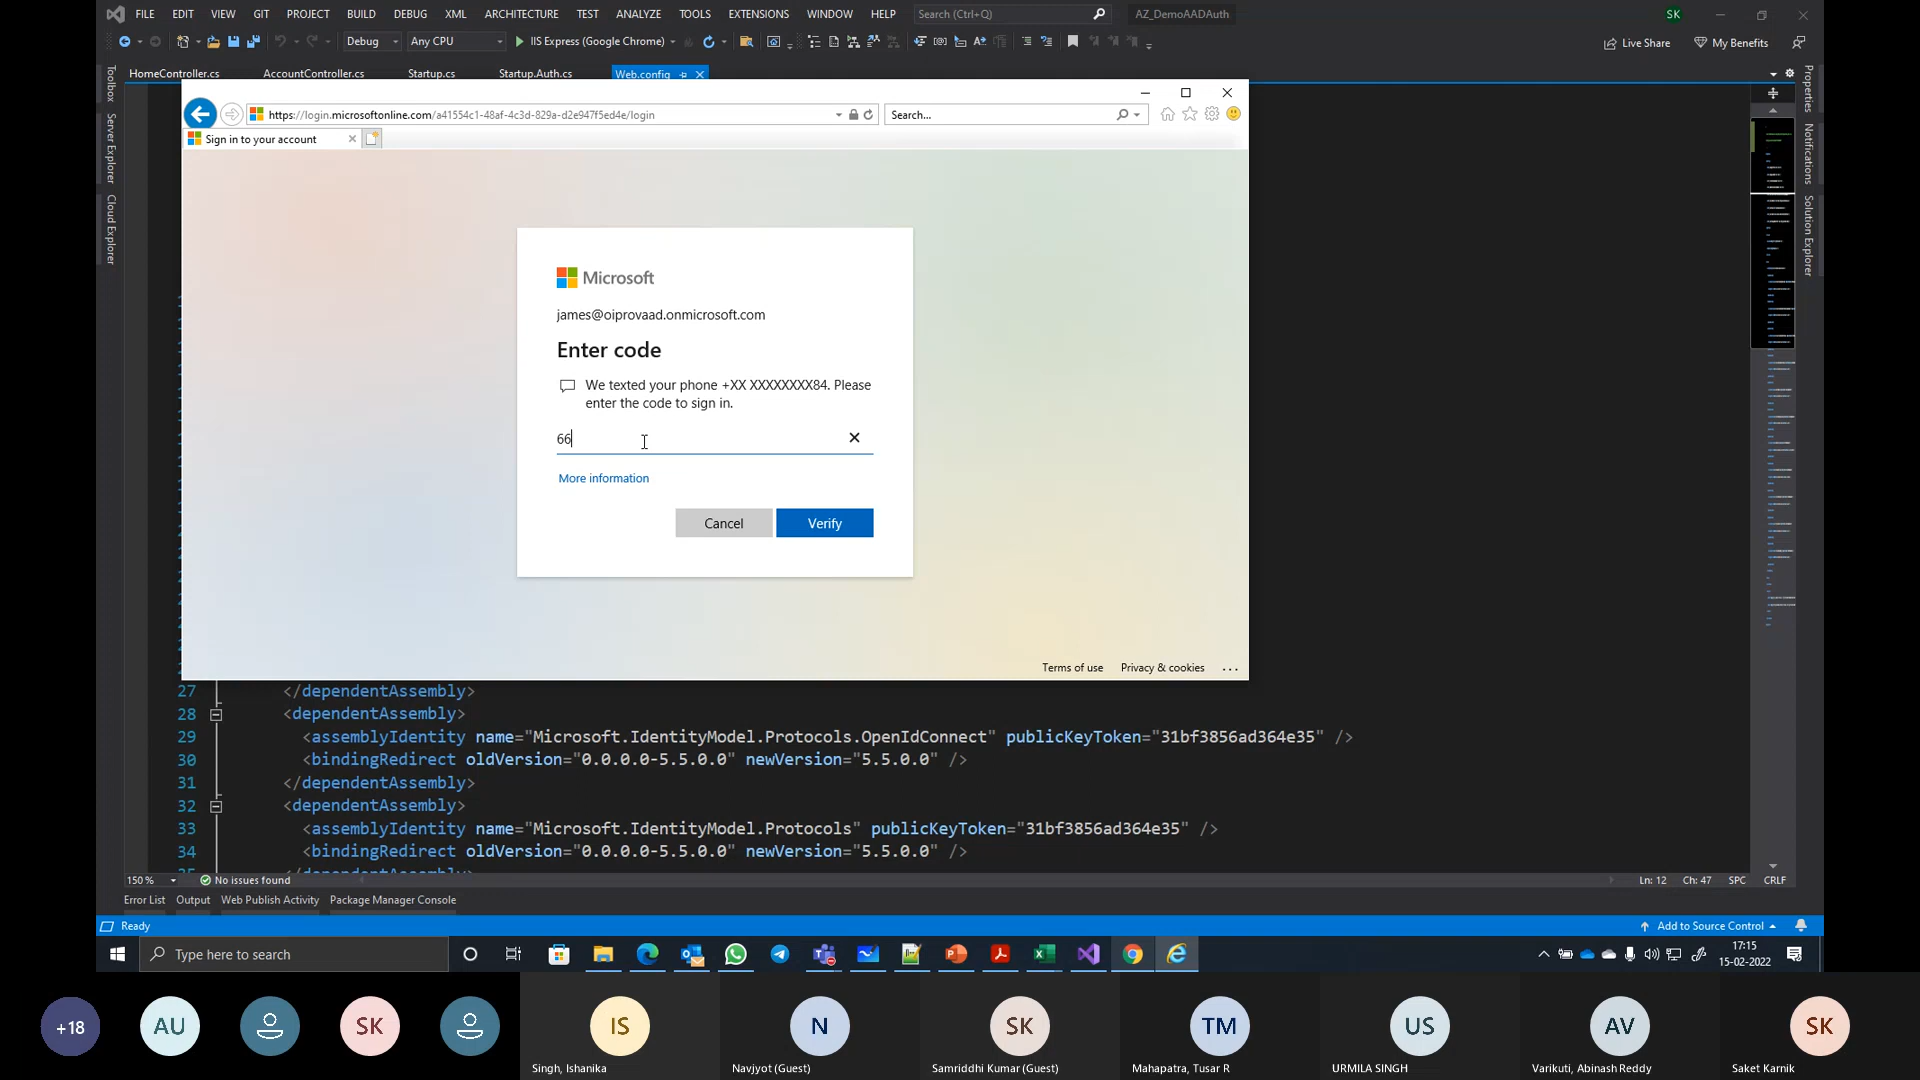 FILE EDIT VIEW GIT PROJECT BUILD DEBUG XML ARCHITECTURE TEST ANALYZE TOOLS EXTENSIONS WINDOW HELP Search (Ctrl+Q) AZ_DemoAADAuth SK
Debug Any CPU IIS Express (Google Chrome) Live Share My Benefits
HomeController.cs AccountController.cs Startup.cs Startup.Auth.cs Web.config
Toolbox
Server Explorer
Cloud Explorer
Properties
Notifications
Solution Explorer
https://login.microsoftonline.com/a41554c1-48af-4c3d-829a-d2e947f5ed4e/login Search...
Sign in to your account
Microsoft
james@oiprovaad.onmicrosoft.com
Enter code
We texted your phone +XX XXXXXXXX84. Please
enter the code to sign in.
66
More information
Cancel Verify
Terms of use Privacy & cookies ...
27 </dependentAssembly>
28 <dependentAssembly>
29 <assemblyIdentity name="Microsoft.IdentityModel.Protocols.OpenIdConnect" publicKeyToken="31bf3856ad364e35" />
30 <bindingRedirect oldVersion="0.0.0.0-5.5.0.0" newVersion="5.5.0.0" />
31 </dependentAssembly>
32 <dependentAssembly>
33 <assemblyIdentity name="Microsoft.IdentityModel.Protocols" publicKeyToken="31bf3856ad364e35" />
34 <bindingRedirect oldVersion="0.0.0.0-5.5.0.0" newVersion="5.5.0.0" />
150 % No issues found Ln: 12 Ch: 47 SPC CRLF
Error List Output Web Publish Activity Package Manager Console
Ready Add to Source Control
Type here to search
17:15
15-02-2022
+18 AU SK IS N SK TM US AV SK
Singh, Ishanika Navjyot (Guest) Samriddhi Kumar (Guest) Mahapatra, Tusar R URMILA SINGH Varikuti, Abinash Reddy Saket Karnik